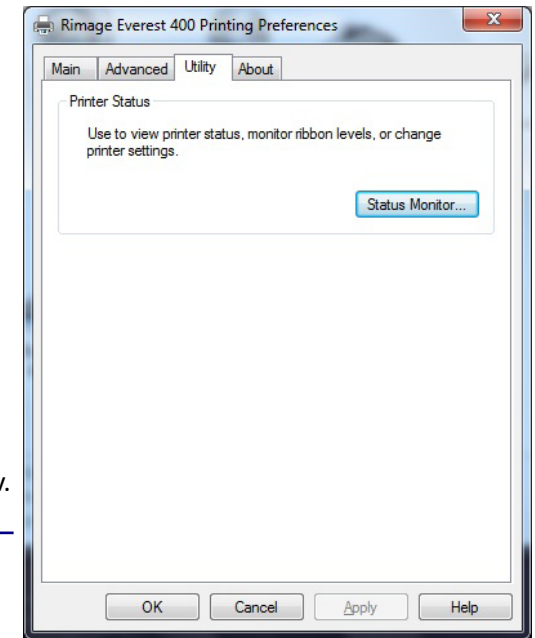 Rimage Everest 400 Printing Preferences
Main Advanced Utility About
Printer Status
Use to view printer status, monitor ribbon levels, or change
printer settings.
Status Monitor...
OK Cancel Apply Help